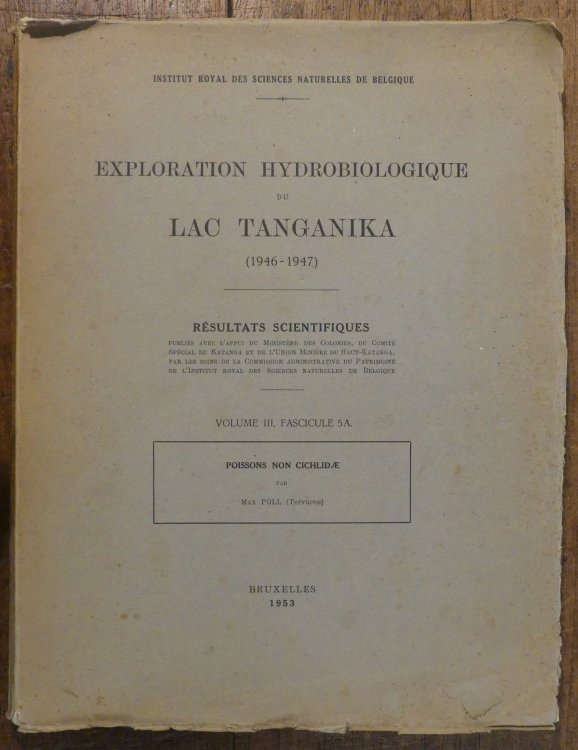 INSTITUT ROYAL DES SCIENCES NATURELLES DE BELGIQUE
EXPLORATION HYDROBIOLOGIQUE
DU
LAC TANGANIKA
(1946-1947)
RÉSULTATS SCIENTIFIQUES
PUBLIÉS AVEC L'APPUI DU MINISTÈRE DES COLONIES, DU COMITÉ
SPÉCIAL DU KATANGA ET DE L'UNION MINIÈRE DU HAUT-KATANGA,
PAR LES SOINS DE LA COMMISSION ADMINISTRATIVE DU PATRIMOINE
DE L'INSTITUT ROYAL DES SCIENCES NATURELLES DE BELGIQUE
VOLUME III, FASCICULE 5A.
POISSONS NON CICHLIDÆ
PAR
MAX POLL (Tervuren)
BRUXELLES
1953